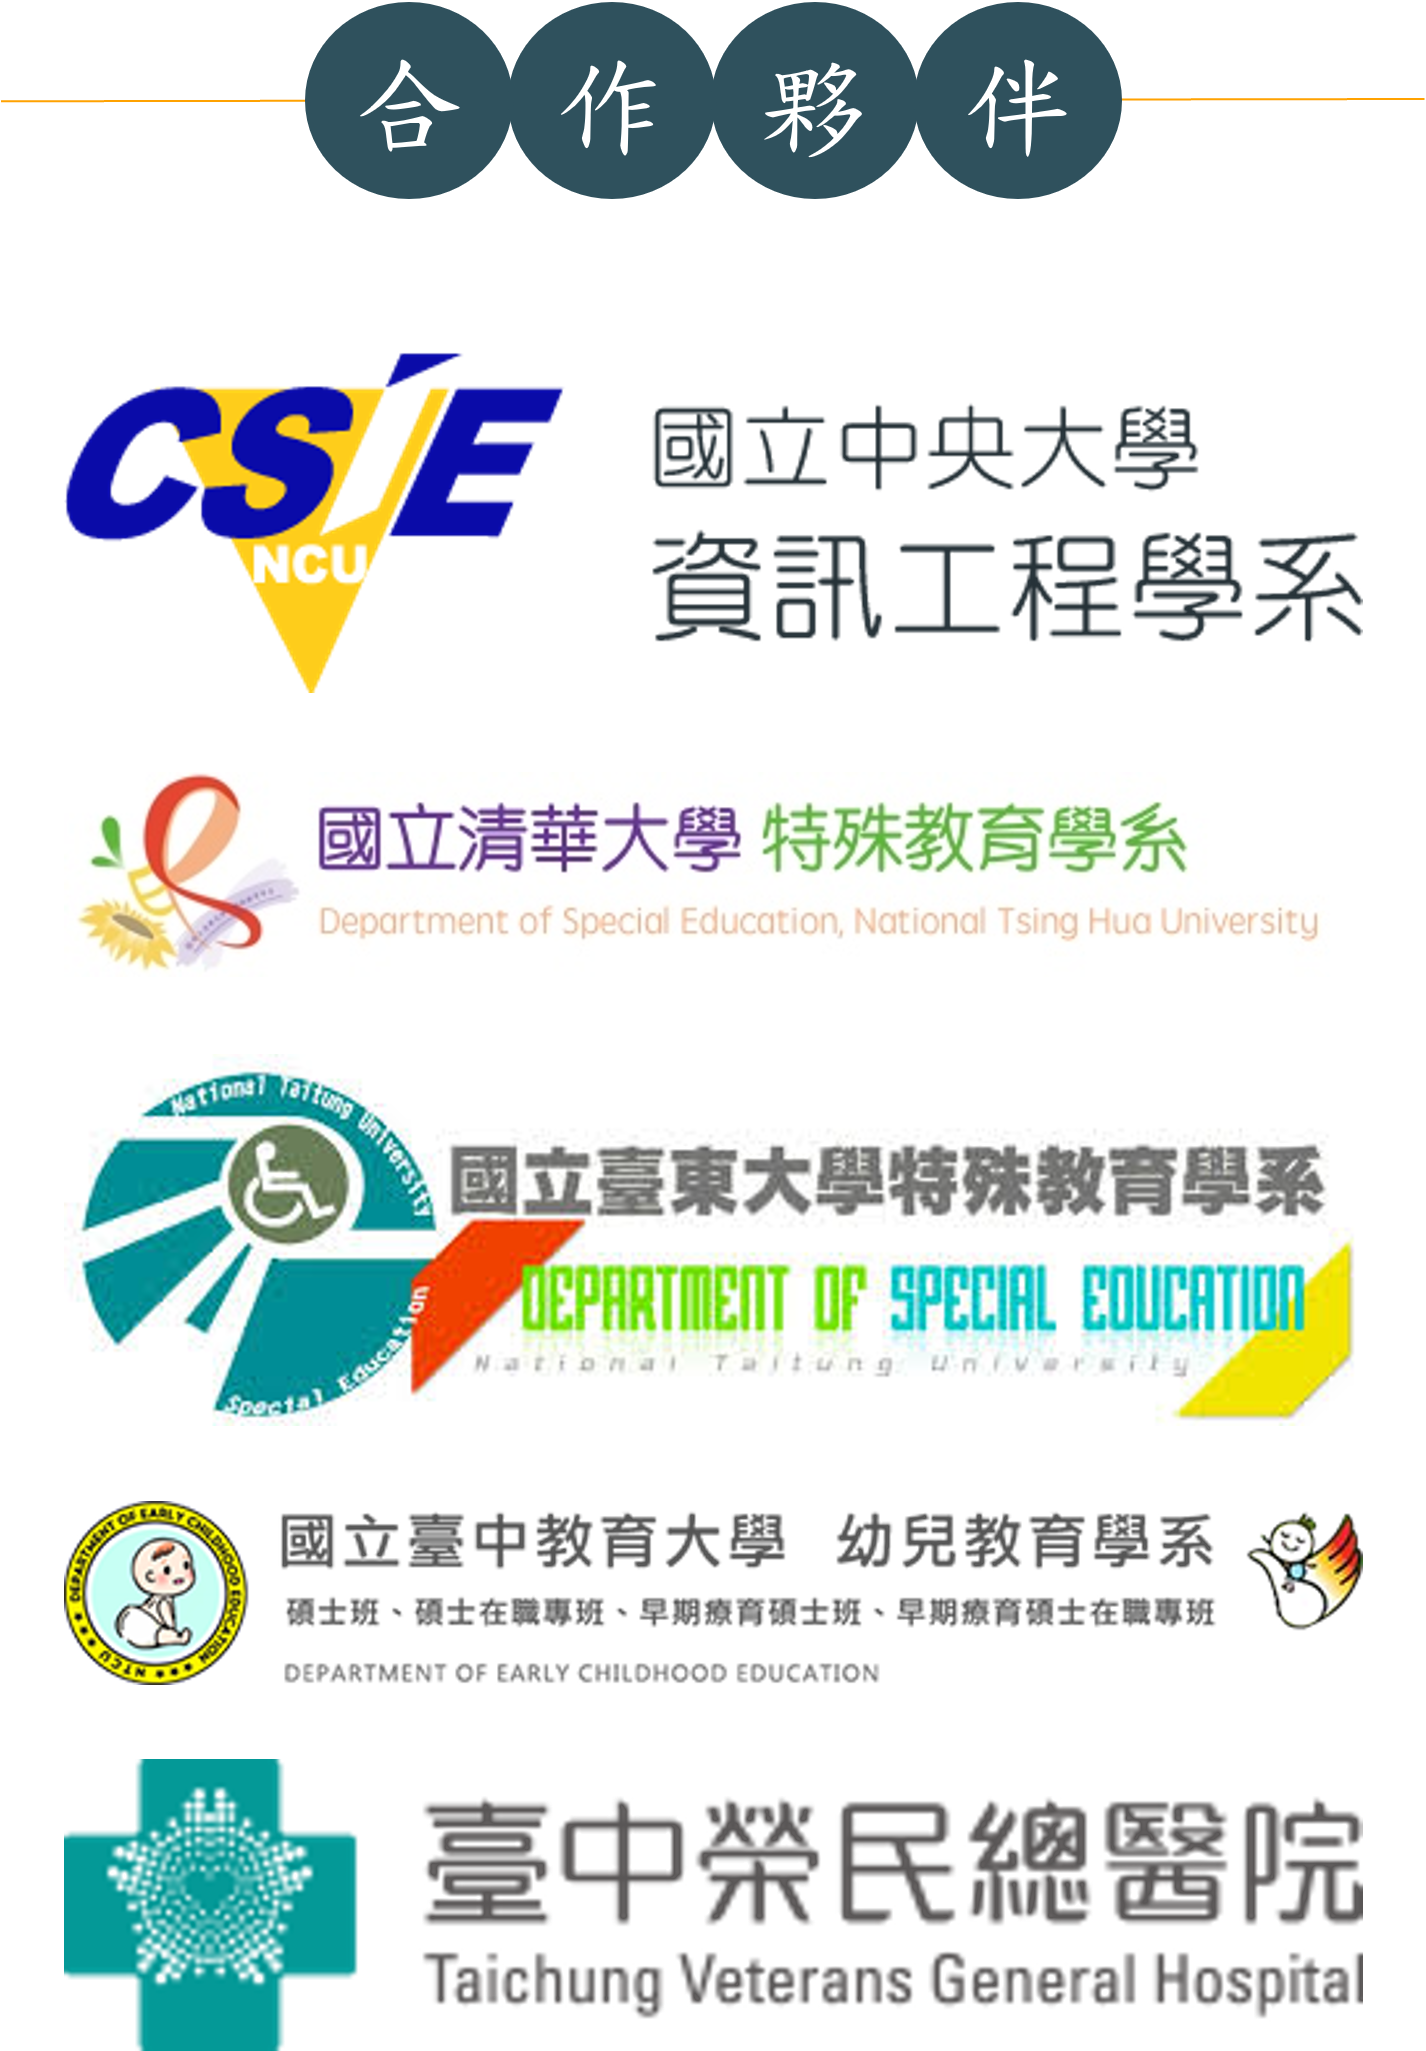 合作夥伴
CSIE
NCU
國立中央大學
資訊工程學系
國立清華大學 特殊教育學系
Department of Special Education, National Tsing Hua University
National Taitung University
Special Education
國立臺東大學特殊教育學系
DEPARTMENT OF SPECIAL EDUCATION
National Taitung University
DEPARTMENT OF EARLY CHILDHOOD EDUCATION
NTCU
國立臺中教育大學 幼兒教育學系
碩士班、碩士在職專班、早期療育碩士班、早期療育碩士在職專班
DEPARTMENT OF EARLY CHILDHOOD EDUCATION
臺中榮民總醫院
Taichung Veterans General Hospital